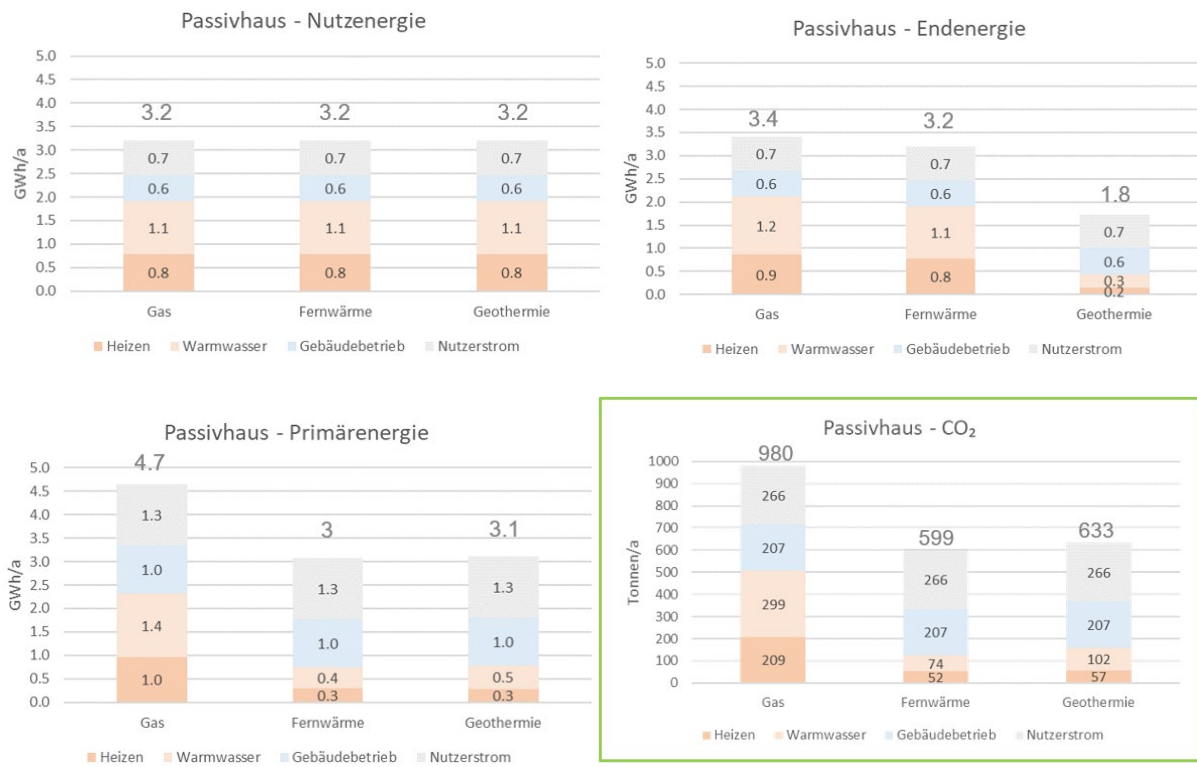 Passivhaus - Nutzenergie
5.0
4.5
4.0
3.5
3.0
2.5
2.0
1.5
1.0
0.5
0.0
GWh/a
3.2 3.2 3.2
0.7 0.7 0.7
0.6 0.6 0.6
1.1 1.1 1.1
0.8 0.8 0.8
Gas Fernwärme Geothermie
Heizen Warmwasser Gebäudebetrieb Nutzerstrom
Passivhaus - Endenergie
5.0
4.5
4.0
3.5
3.0
2.5
2.0
1.5
1.0
0.5
0.0
GWh/a
3.4 3.2 1.8
0.7 0.7 0.7
0.6 0.6 0.6
1.2 1.1 0.3
0.9 0.8 0.2
Gas Fernwärme Geothermie
Heizen Warmwasser Gebäudebetrieb Nutzerstrom
Passivhaus - Primärenergie
5.0
4.5
4.0
3.5
3.0
2.5
2.0
1.5
1.0
0.5
0.0
GWh/a
4.7 3 3.1
1.3 1.3 1.3
1.0 1.0 1.0
1.4 0.4 0.5
1.0 0.3 0.3
Gas Fernwärme Geothermie
Heizen Warmwasser Gebäudebetrieb Nutzerstrom
Passivhaus - CO₂
1000
900
800
700
600
500
400
300
200
100
0
Tonnen/a
980 599 633
266 266 266
207 207 207
299 74 102
209 52 57
Gas Fernwärme Geothermie
Heizen Warmwasser Gebäudebetrieb Nutzerstrom